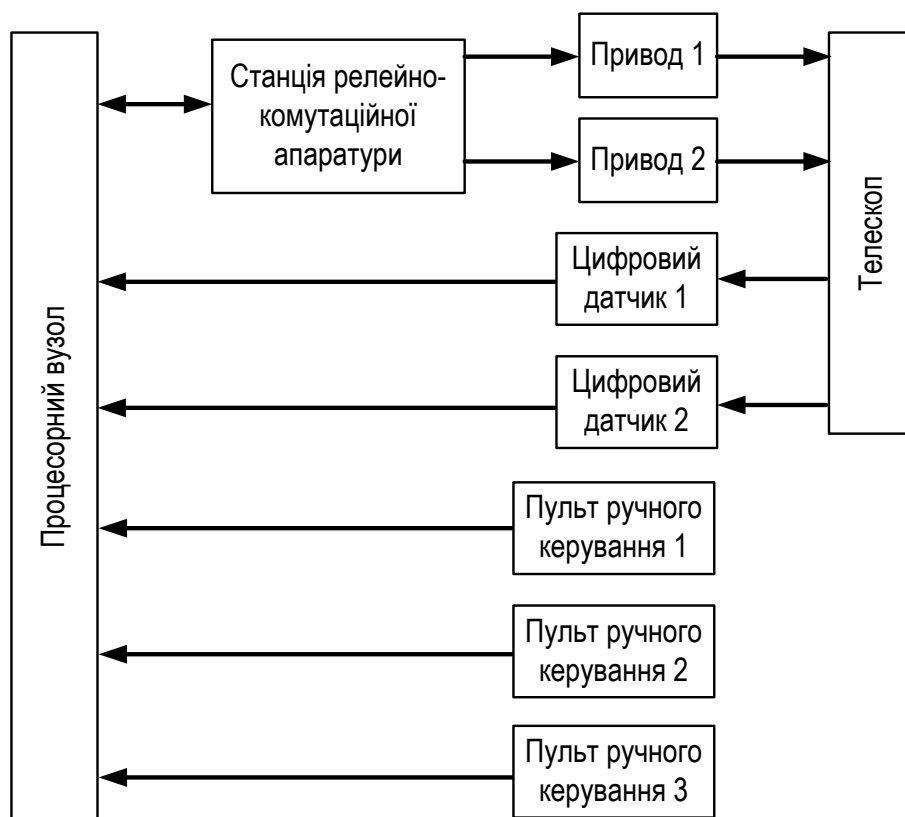 Процесорний вузол
Станція релейно-
комутаційної
апаратури
Привод 1
Привод 2
Телескоп
Цифровий
датчик 1
Цифровий
датчик 2
Пульт ручного
керування 1
Пульт ручного
керування 2
Пульт ручного
керування 3